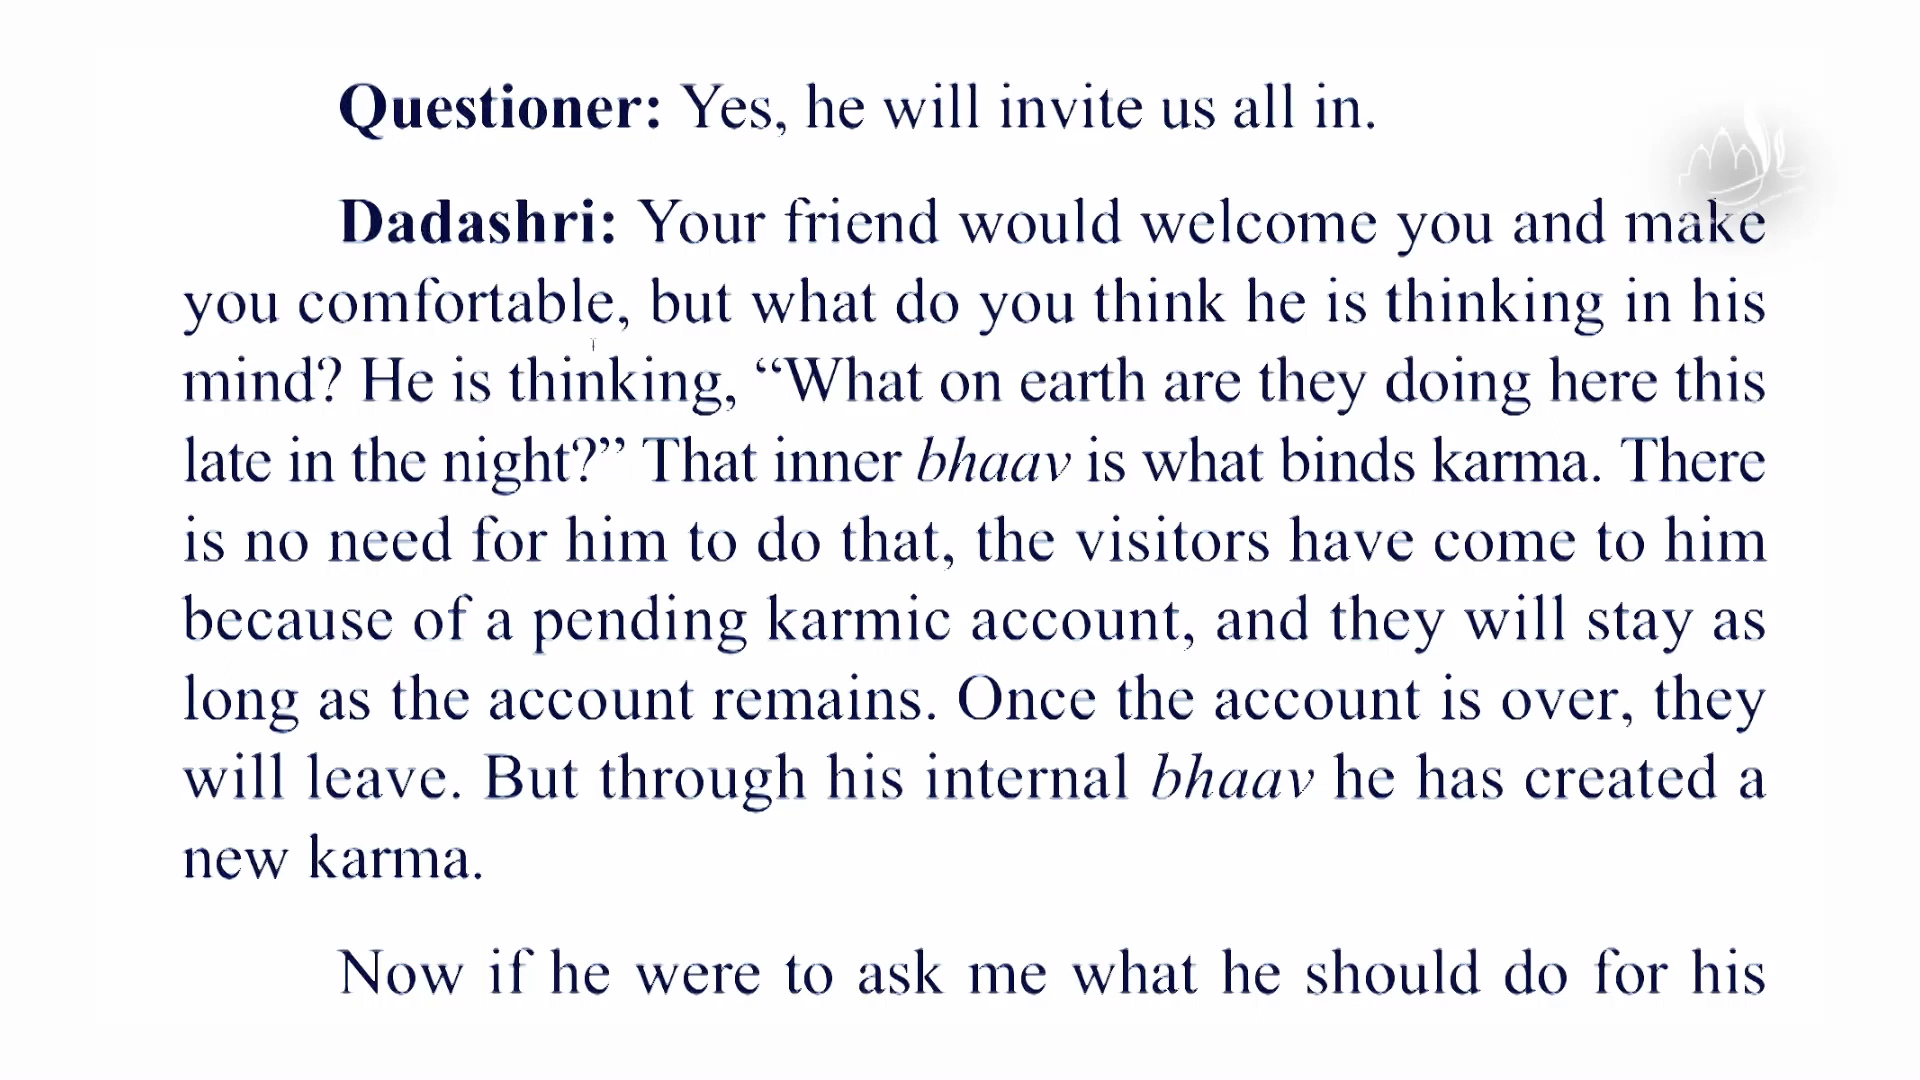 Questioner: Yes, he will invite us all in.
Dadashri: Your friend would welcome you and make
you comfortable, but what do you think he is thinking in his
mind? He is thinking, “What on earth are they doing here this
late in the night?” That inner bhaav is what binds karma. There
is no need for him to do that, the visitors have come to him
because of a pending karmic account, and they will stay as
long as the account remains. Once the account is over, they
will leave. But through his internal bhaav he has created a
new karma.
Now if he were to ask me what he should do for his